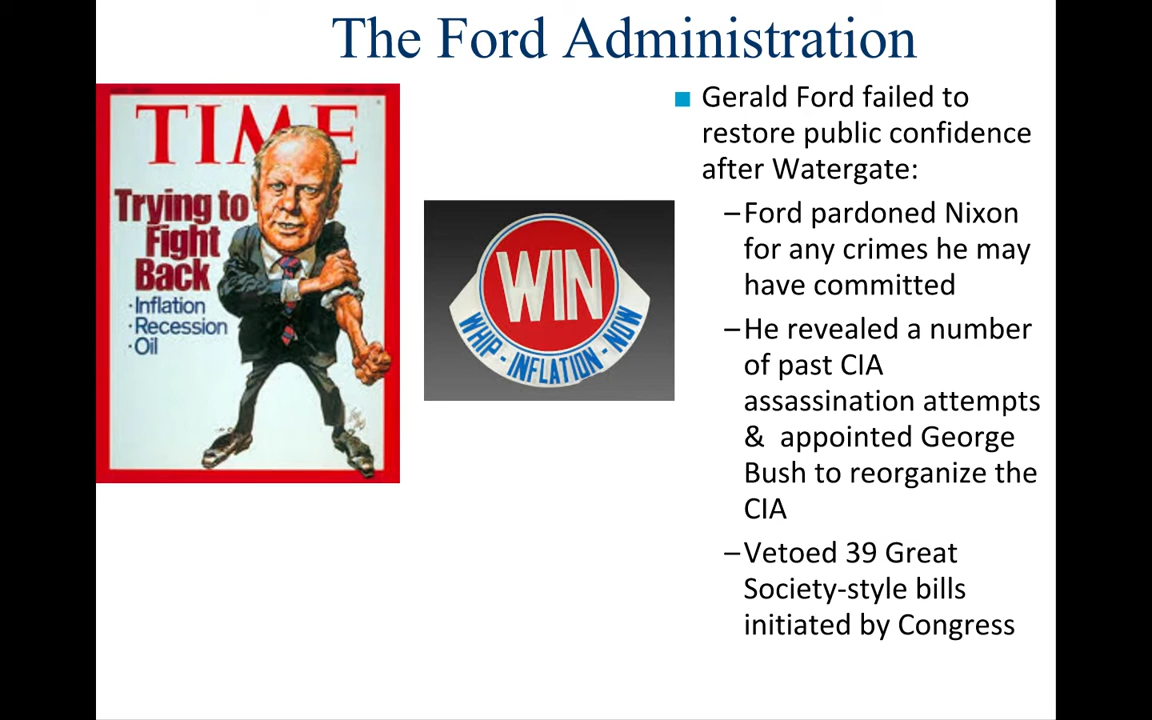 The Ford Administration
TIME
Trying to
Fight
Back
·Inflation
·Recession
·Oil
WIN
WHIP - INFLATION - NOW
■ Gerald Ford failed to
restore public confidence
after Watergate:
–Ford pardoned Nixon
for any crimes he may
have committed
–He revealed a number
of past CIA
assassination attempts
& appointed George
Bush to reorganize the
CIA
–Vetoed 39 Great
Society-style bills
initiated by Congress